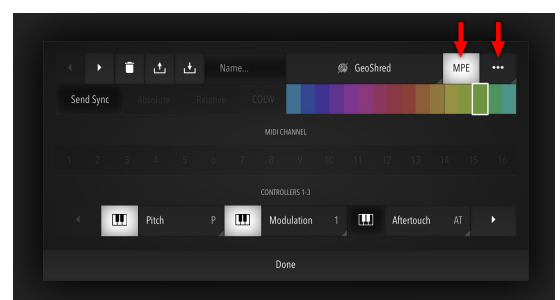 Name... GeoShred MPE •••
Send Sync Absolute Relative COLW
MIDI CHANNEL
1 2 3 4 5 6 7 8 9 10 11 12 13 14 15 16
CONTROLLERS 1-3
Pitch P Modulation 1 Aftertouch AT
Done